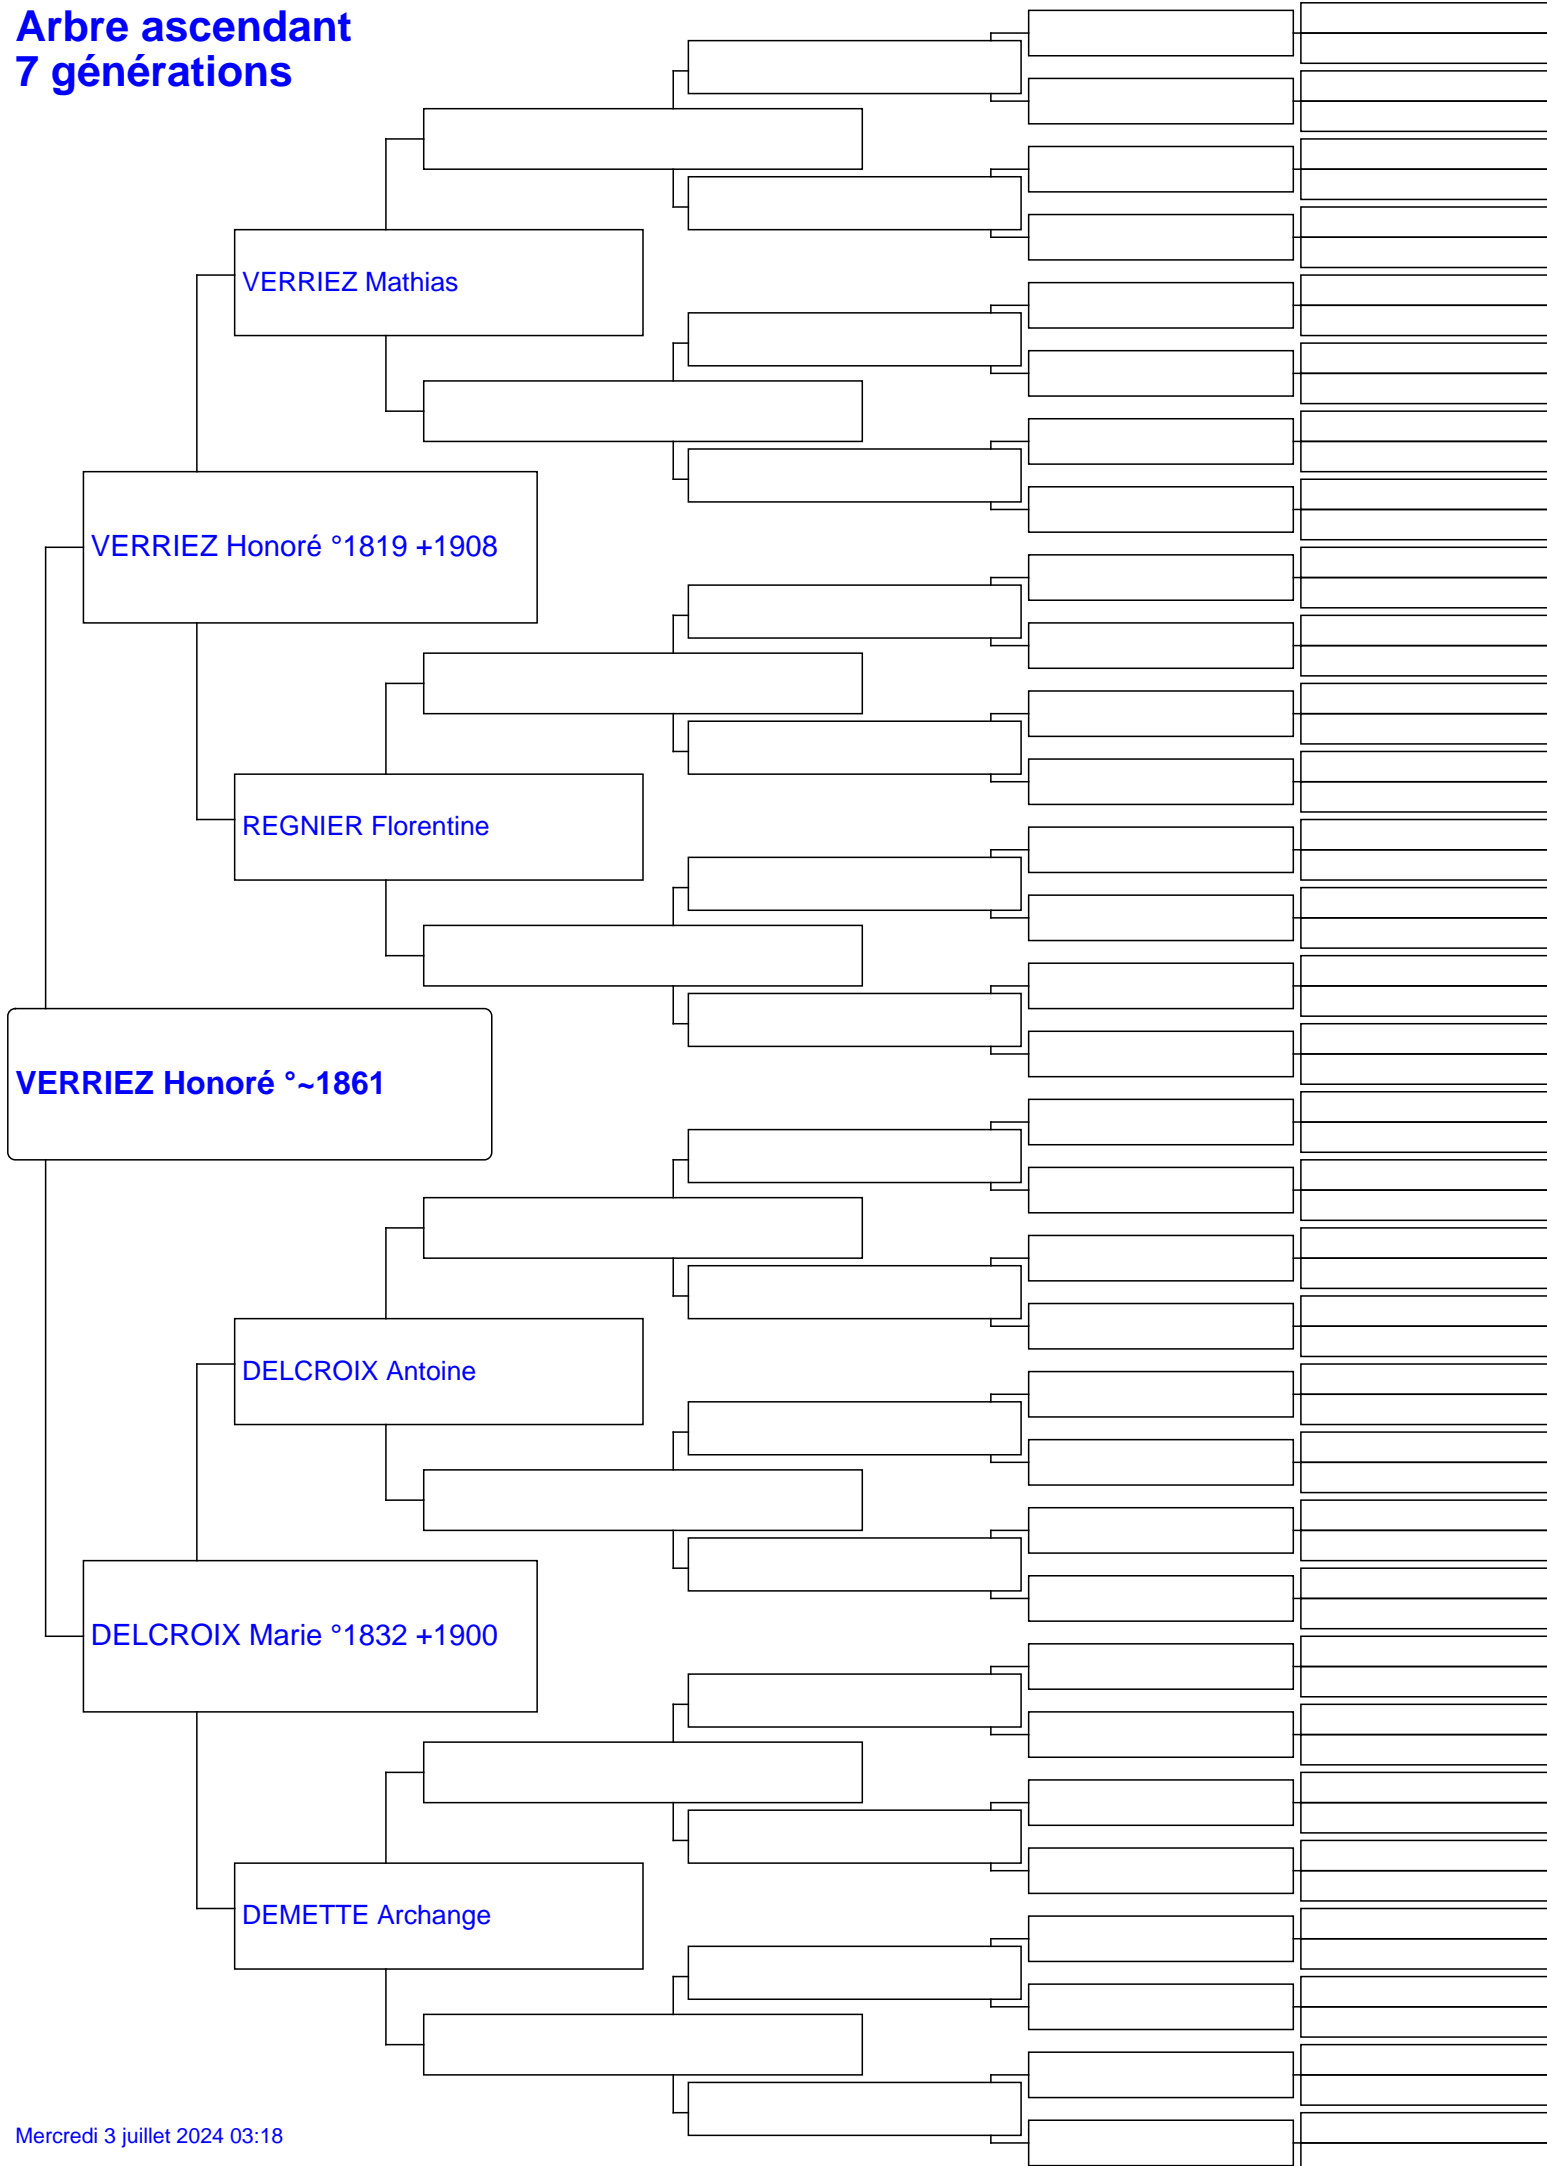 Arbre ascendant
7 générations
VERRIEZ Mathias
VERRIEZ Honoré °1819 +1908
REGNIER Florentine
VERRIEZ Honoré °~1861
DELCROIX Antoine
DELCROIX Marie °1832 +1900
DEMETTE Archange
Mercredi 3 juillet 2024 03:18